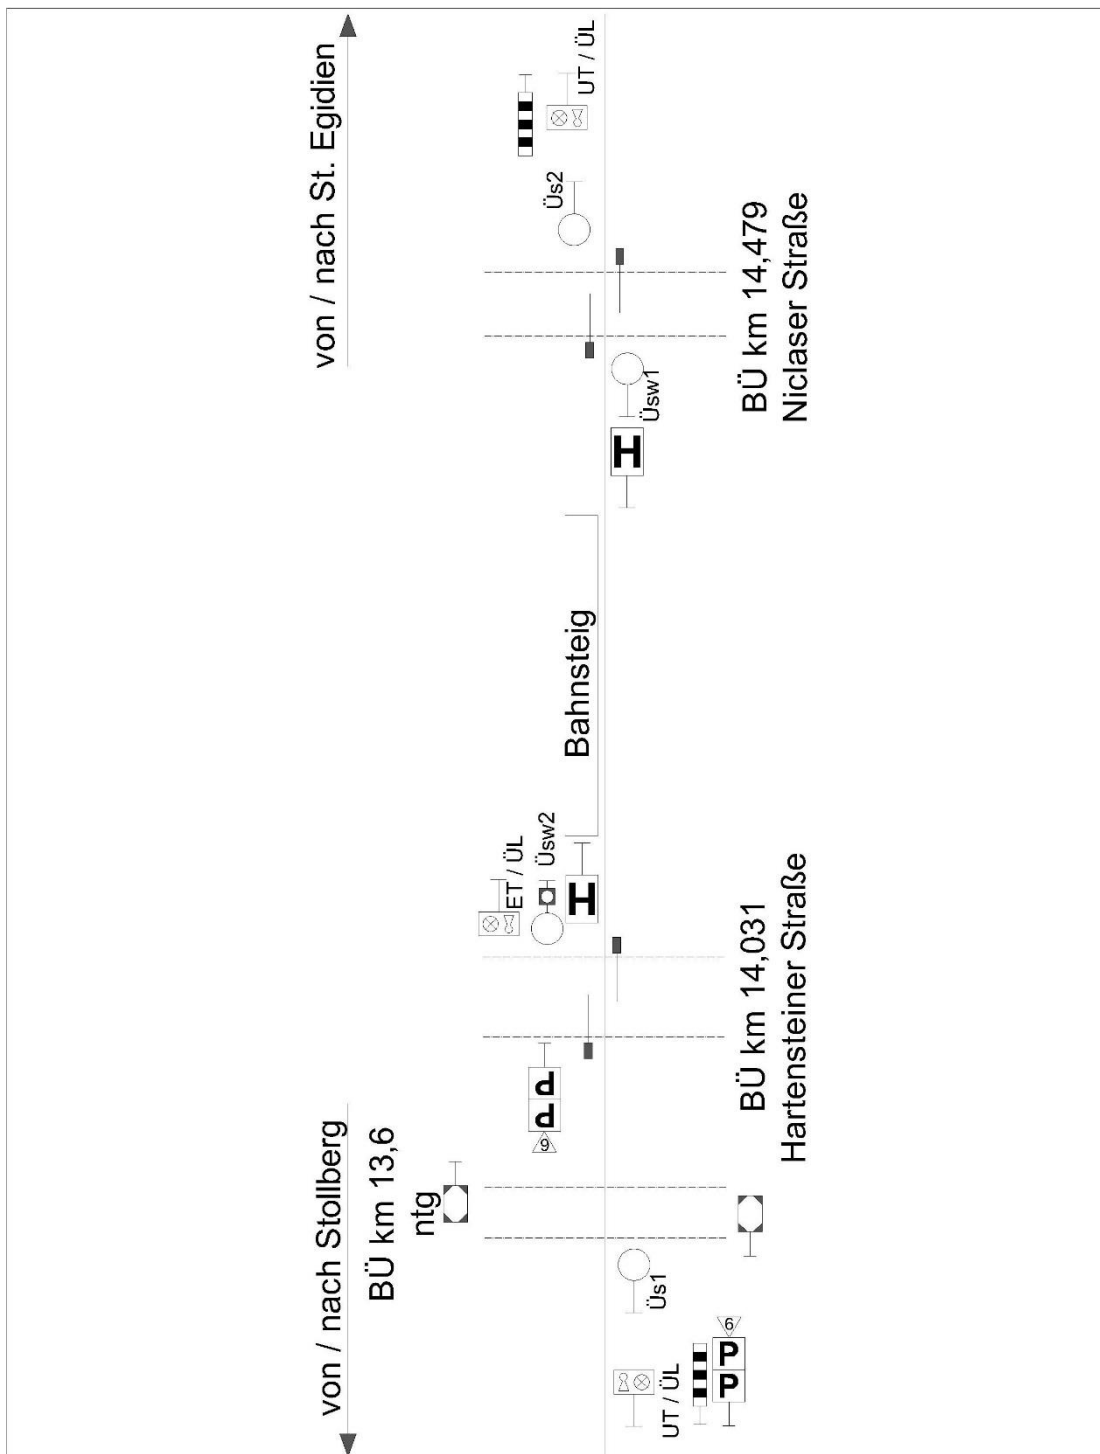 von / nach Stollberg
BÜ km 13,6
ntg
von / nach St. Egidien
ET / ÜL
Üsw2
Üs2
UT / ÜL
P
P
6
H
Bahnsteig
UT / ÜL
Üs1
H
Üsw1
P
P
6
BÜ km 14,031
Hartensteiner Straße
BÜ km 14,479
Niclaser Straße